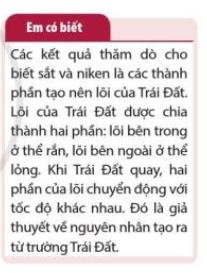 Em có biết
Các kết quả thăm dò cho
biết sắt và niken là các thành
phần tạo nên lõi của Trái Đất.
Lõi của Trái Đất được chia
thành hai phần: lõi bên trong
ở thể rắn, lõi bên ngoài ở thể
lỏng. Khi Trái Đất quay, hai
phần của lõi chuyển động với
tốc độ khác nhau. Đó là giả
thuyết về nguyên nhân tạo ra
từ trường Trái Đất.